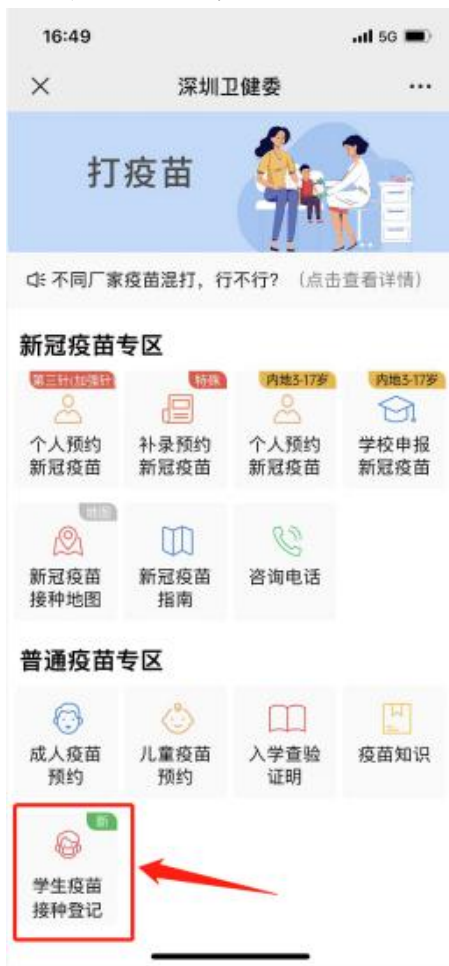 16:49
5G
深圳卫健委
打疫苗
不同厂家疫苗混打，行不行？（点击查看详情）
新冠疫苗专区
第三针(加强针 特殊 内地3-17岁 内地3-17岁
个人预约 补录预约 个人预约 学校申报
新冠疫苗 新冠疫苗 新冠疫苗 新冠疫苗
地图
新冠疫苗 新冠疫苗 咨询电话
接种地图 指南
普通疫苗专区
成人疫苗 儿童疫苗 入学查验 疫苗知识
预约 预约 证明
新
学生疫苗
接种登记